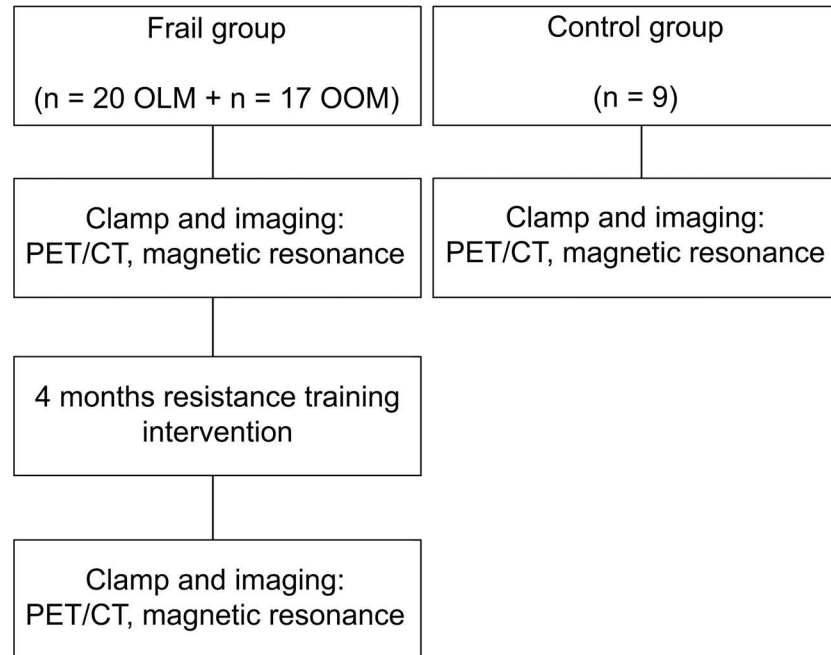 Frail group
(n = 20 OLM + n = 17 OOM)
Control group
(n = 9)
Clamp and imaging:
PET/CT, magnetic resonance
Clamp and imaging:
PET/CT, magnetic resonance
4 months resistance training
intervention
Clamp and imaging:
PET/CT, magnetic resonance